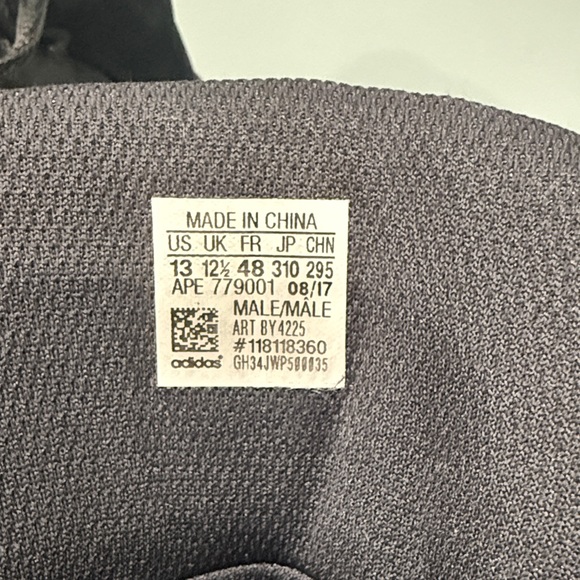 MADE IN CHINA
US UK FR JP CHN
13 12½ 48 310 295
APE 779001 08/17
MALE/MÂLE
ART BY4225
#118118360
adidas GH34JWP500035